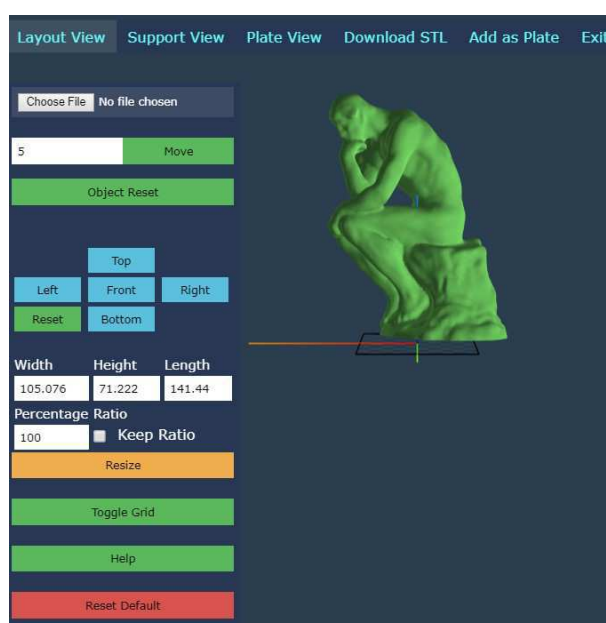 Layout View Support View Plate View Download STL Add as Plate Exit
Choose File No file chosen
5 Move
Object Reset
Top
Left Front Right
Reset Bottom
Width Height Length
105.076 71.222 141.44
Percentage Ratio
100 Keep Ratio
Resize
Toggle Grid
Help
Reset Default